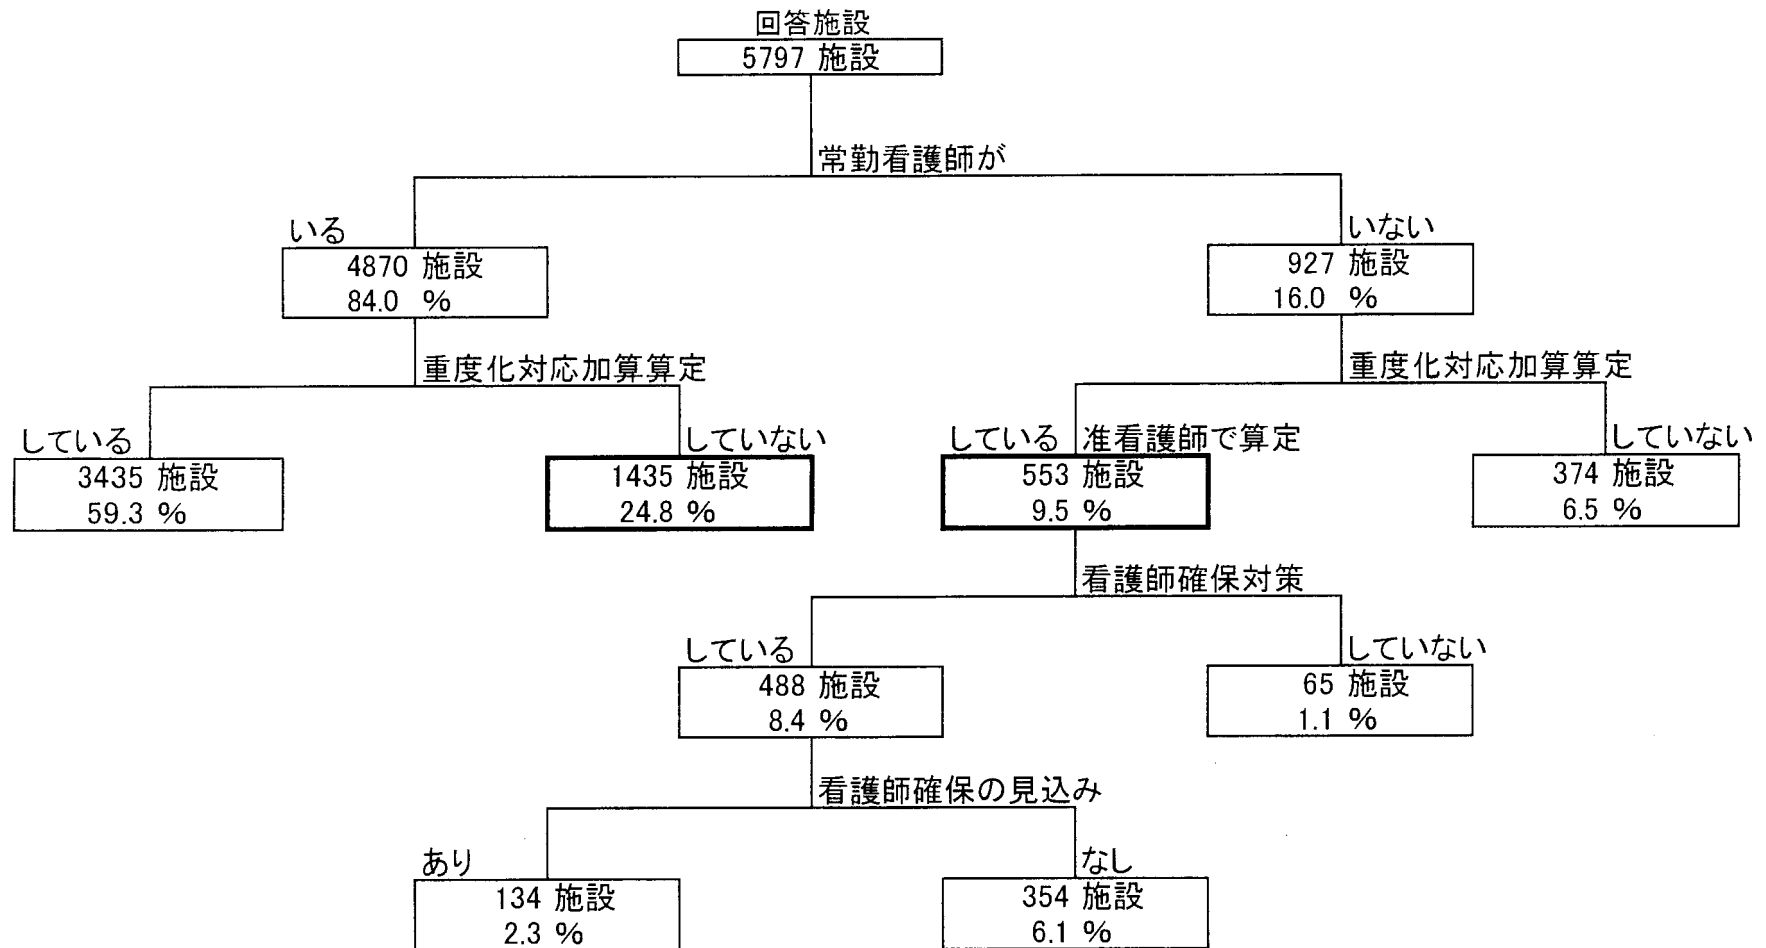 回答施設
5797 施設
常勤看護師が
いる
いない
4870 施設
84.0 %
927 施設
16.0 %
重度化対応加算算定
重度化対応加算算定
している
していない
している 准看護師で算定
していない
3435 施設
59.3 %
1435 施設
24.8 %
553 施設
9.5 %
374 施設
6.5 %
看護師確保対策
している
していない
488 施設
8.4 %
65 施設
1.1 %
看護師確保の見込み
あり
なし
134 施設
2.3 %
354 施設
6.1 %